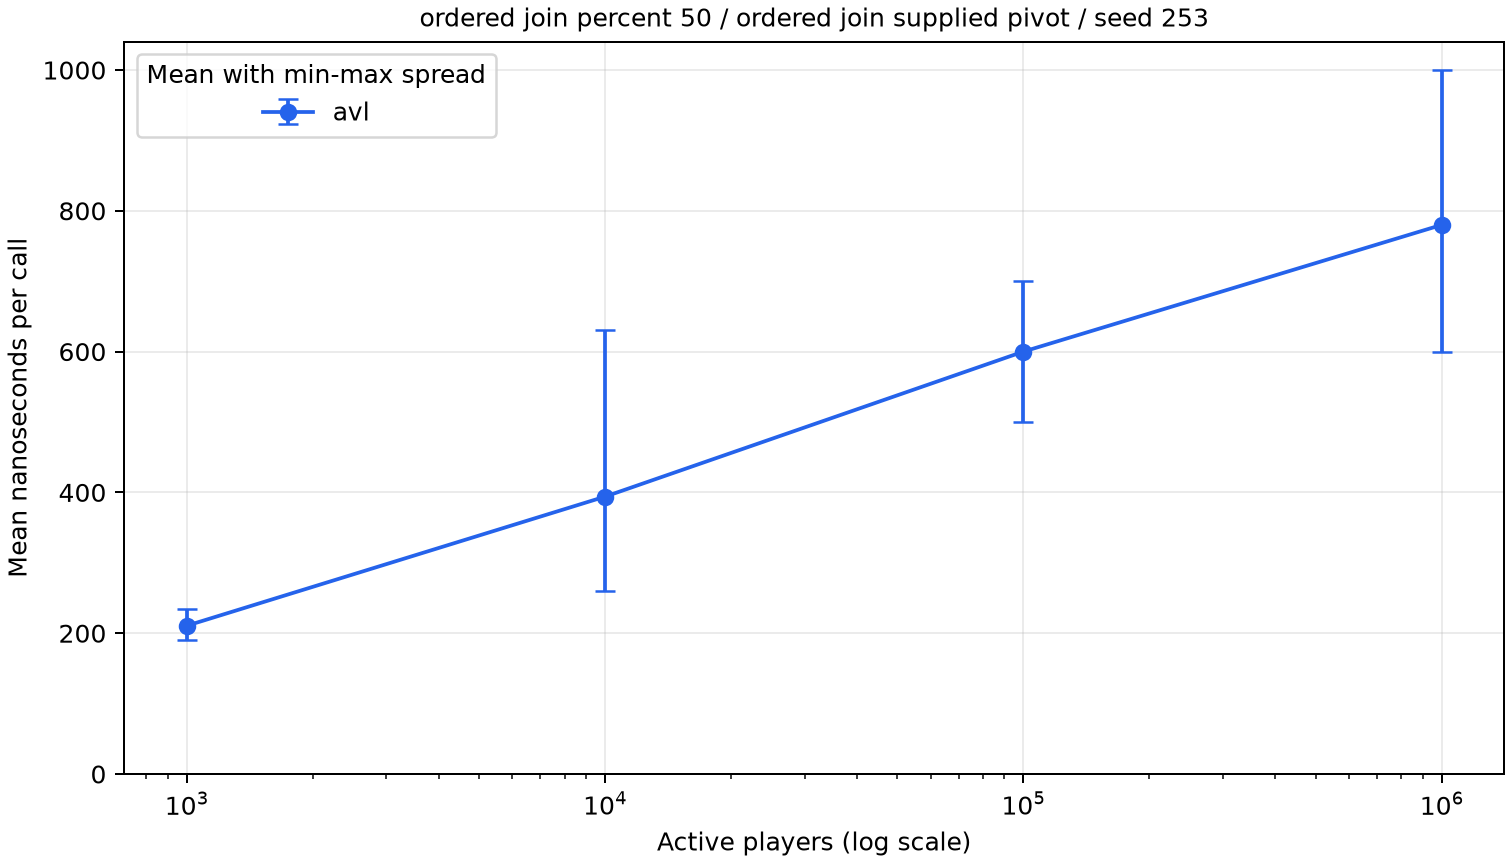 ordered join percent 50 / ordered join supplied pivot / seed 253
Mean with min-max spread
avl
1000
800
600
400
200
0
Mean nanoseconds per call
10³
10⁴
10⁵
10⁶
Active players (log scale)